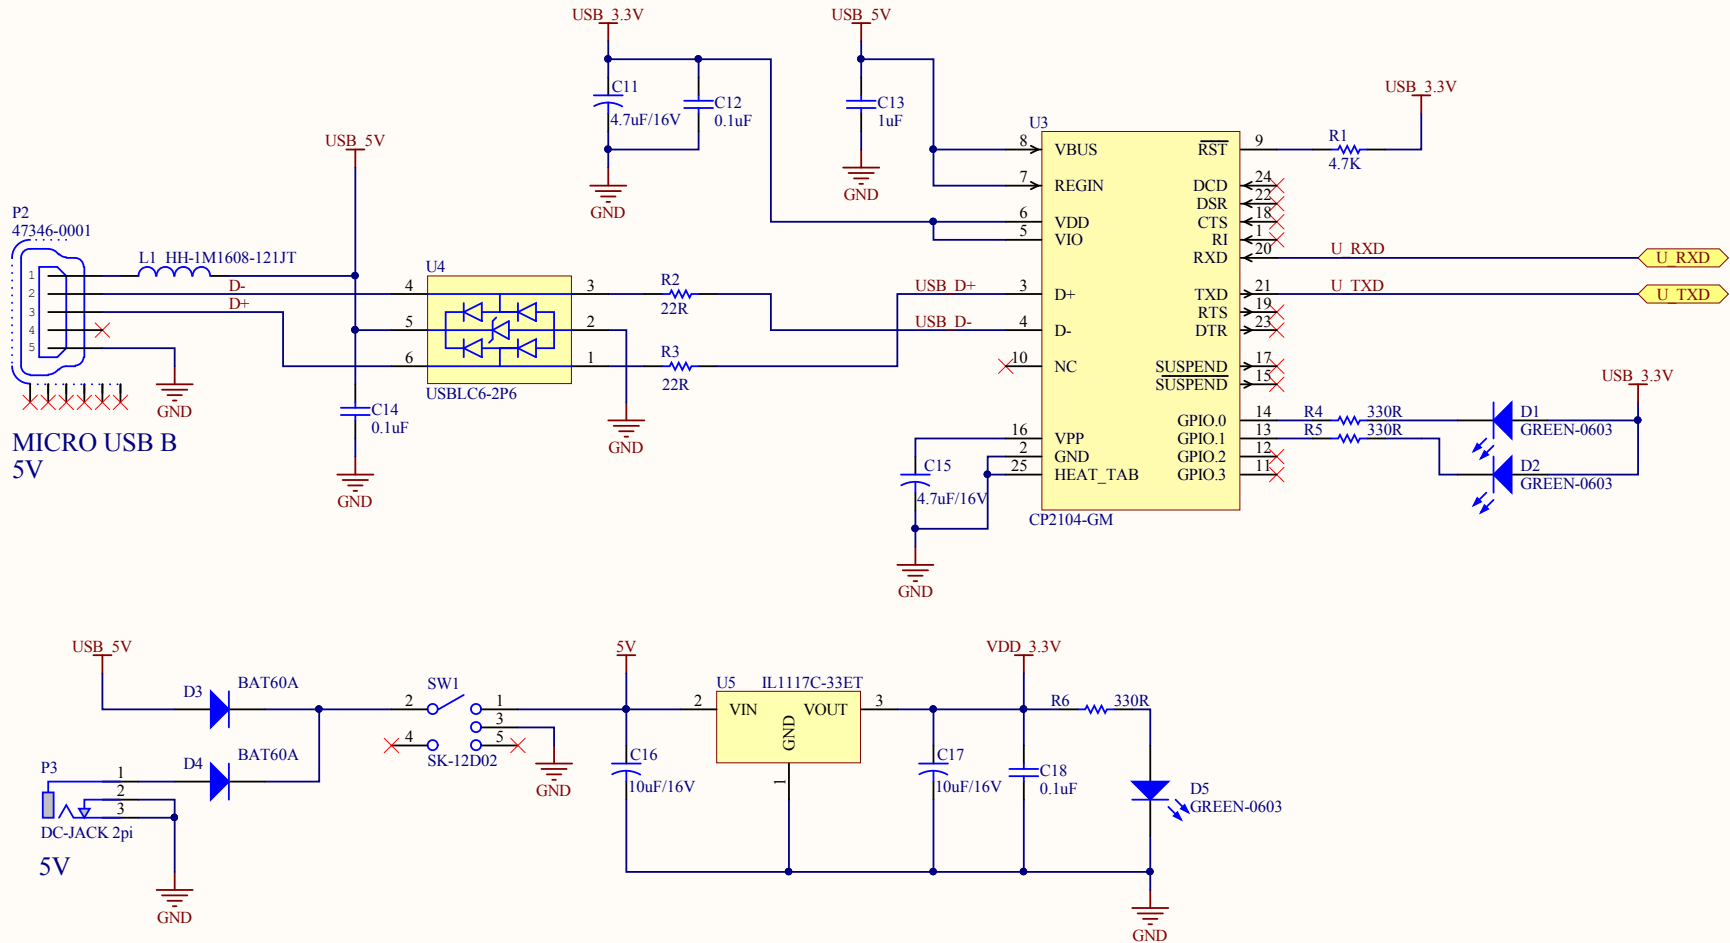 USB_3.3V
C11
4.7uF/16V
C12
0.1uF
GND
USB_5V
C13
1uF
GND
USB_5V
P2
47346-0001
1
2
3
4
5
L1 HH-1M1608-121JT
D-
D+
GND
MICRO USB B
5V
C14
0.1uF
GND
U4
4
5
6
3
2
1
USBLC6-2P6
GND
R2
22R
R3
22R
USB_D+
USB_D-
U3
8 VBUS
7 REGIN
6 VDD
5 VIO
3 D+
4 D-
10 NC
16 VPP
2 GND
25 HEAT_TAB
RST 9
DCD 24
DSR 22
CTS 18
RI 1
RXD 20
TXD 21
RTS 19
DTR 23
SUSPEND 17
SUSPEND 15
GPIO.0 14
GPIO.1 13
GPIO.2 12
GPIO.3 11
CP2104-GM
C15
4.7uF/16V
GND
R1
4.7K
USB_3.3V
U_RXD
U_RXD
U_TXD
U_TXD
R4 330R
R5 330R
USB_3.3V
D1
GREEN-0603
D2
GREEN-0603
USB_5V
D3 BAT60A
D4 BAT60A
P3
1
2
3
DC-JACK 2pi
5V
GND
SW1
2
4
1
3
5
SK-12D02
GND
5V
C16
10uF/16V
U5 IL1117C-33ET
2 VIN
VOUT 3
GND
1
C17
10uF/16V
VDD_3.3V
C18
0.1uF
R6 330R
D5
GREEN-0603
GND